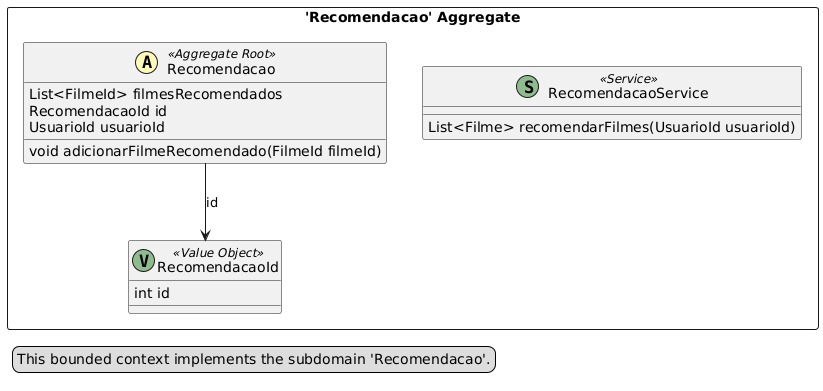 'Recomendacao' Aggregate
A
«Aggregate Root»
Recomendacao
List<FilmeId> filmesRecomendados
RecomendacaoId id
UsuarioId usuarioId
void adicionarFilmeRecomendado(FilmeId filmeId)
S
«Service»
RecomendacaoService
List<Filme> recomendarFilmes(UsuarioId usuarioId)
id
V
«Value Object»
RecomendacaoId
int id
This bounded context implements the subdomain 'Recomendacao'.